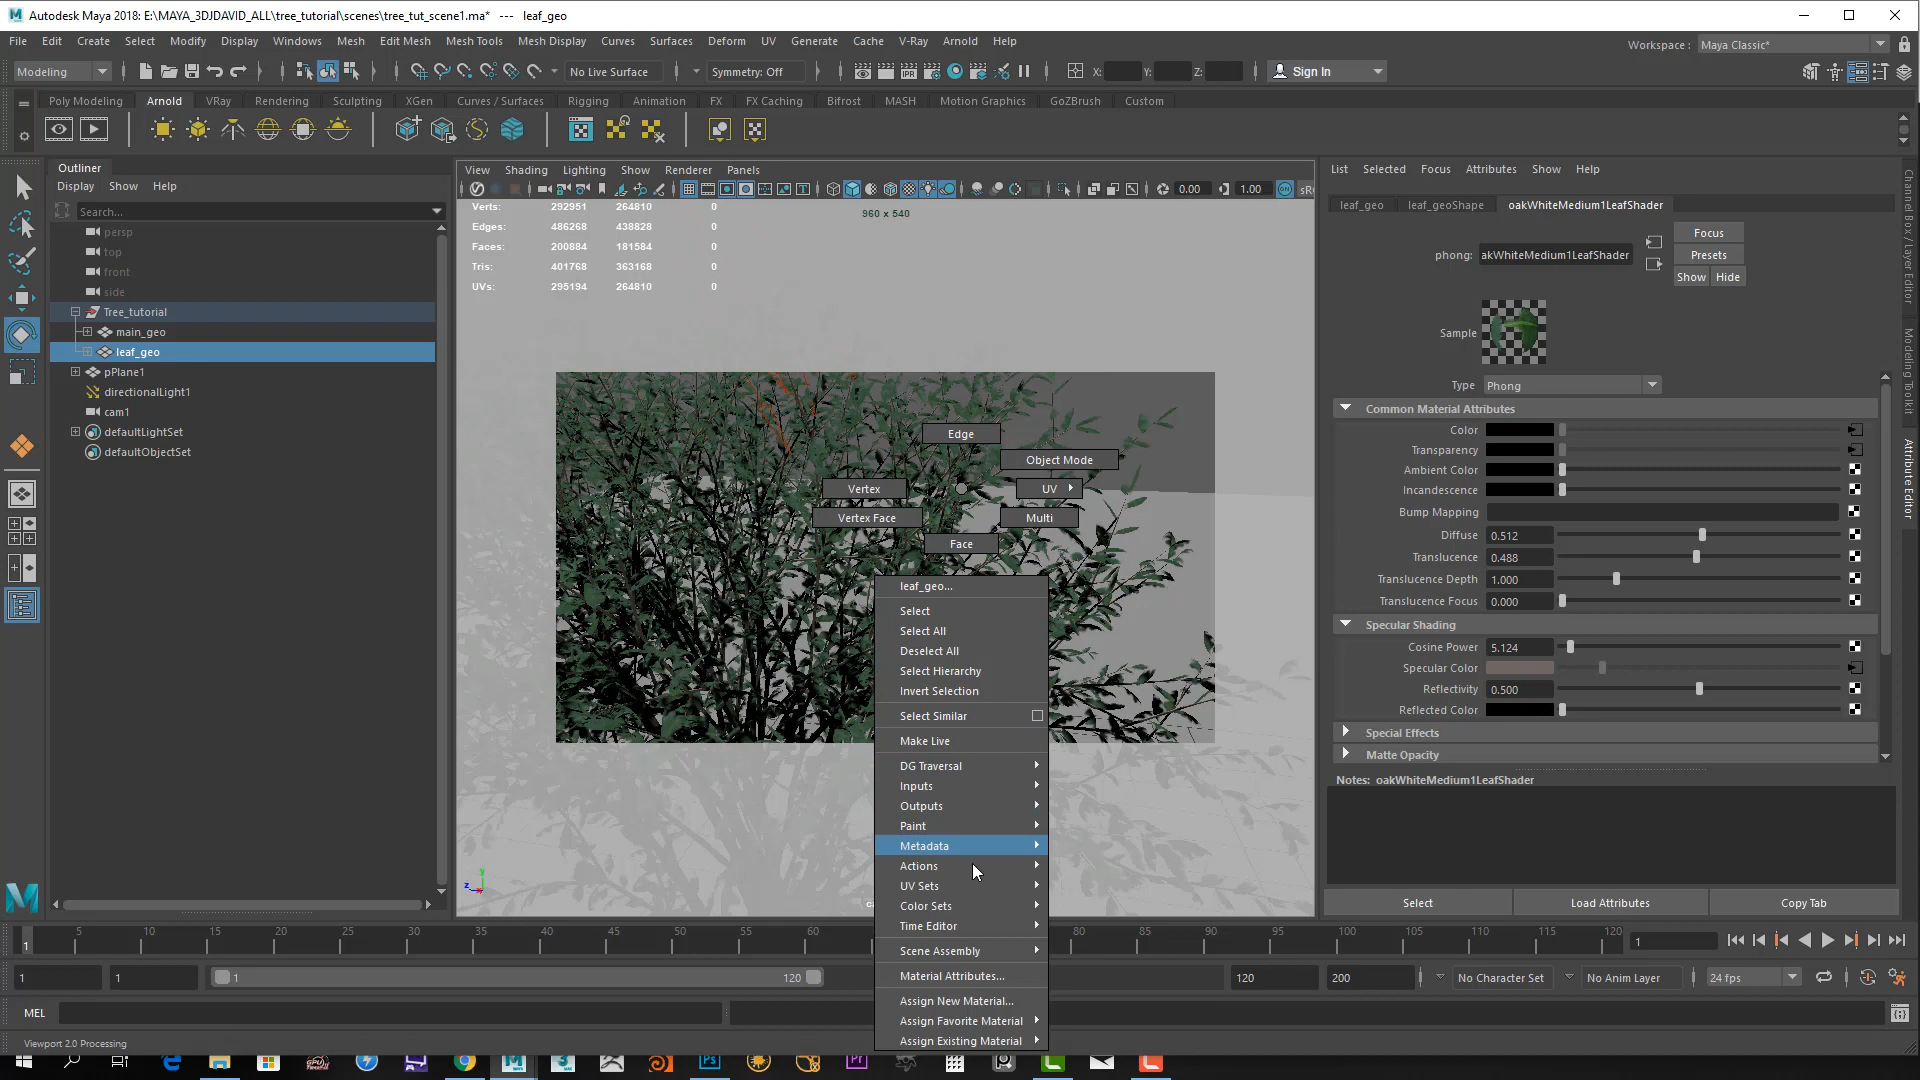 Autodesk Maya 2018: E:\MAYA_3DJDAVID_ALL\tree_tutorial\scenes\tree_tut_scene1.ma*   ---   leaf_geo
File Edit Create Select Modify Display Windows Mesh Edit Mesh Mesh Tools Mesh Display Curves Surfaces Deform UV Generate Cache V-Ray Arnold Help
Workspace : Maya Classic*
Modeling No Live Surface Symmetry: Off X: Y: Z: Sign In
Poly Modeling Arnold VRay Rendering Sculpting XGen Curves / Surfaces Rigging Animation FX FX Caching Bifrost MASH Motion Graphics GoZBrush Custom
Outliner
Display Show Help
Search...
persp
top
front
side
Tree_tutorial
main_geo
leaf_geo
pPlane1
directionalLight1
cam1
defaultLightSet
defaultObjectSet
View Shading Lighting Show Renderer Panels
0.00 1.00
Verts: 292951 264810 0
Edges: 486268 438828 0
Faces: 200884 181584 0
Tris: 401768 363168 0
UVs: 295194 264810 0
960 x 540
Edge
Object Mode
Vertex
UV
Vertex Face
Multi
Face
leaf_geo...
Select
Select All
Deselect All
Select Hierarchy
Invert Selection
Select Similar
Make Live
DG Traversal
Inputs
Outputs
Paint
Metadata
Actions
UV Sets
Color Sets
Time Editor
Scene Assembly
Material Attributes...
Assign New Material...
Assign Favorite Material
Assign Existing Material
List Selected Focus Attributes Show Help
leaf_geo leaf_geoShape oakWhiteMedium1LeafShader
phong: akWhiteMedium1LeafShader
Focus
Presets
Show Hide
Sample
Type Phong
Common Material Attributes
Color
Transparency
Ambient Color
Incandescence
Bump Mapping
Diffuse 0.512
Translucence 0.488
Translucence Depth 1.000
Translucence Focus 0.000
Specular Shading
Cosine Power 5.124
Specular Color
Reflectivity 0.500
Reflected Color
Special Effects
Matte Opacity
Notes: oakWhiteMedium1LeafShader
Select Load Attributes Copy Tab
Channel Box / Layer Editor
Modeling Toolkit
Attribute Editor
5 10 15 20 25 30 35 40 45 50 55 60 80 85 90 95 100 105 110 115 120
1 1
1 1 1 120 120 200 No Character Set No Anim Layer 24 fps
MEL
Viewport 2.0 Processing